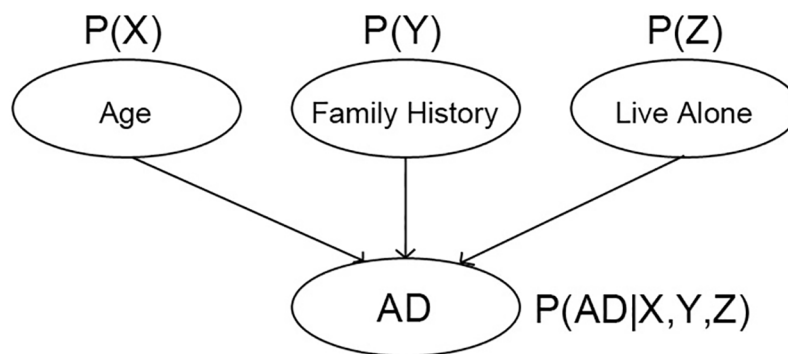 P(X) P(Y) P(Z)
Age Family History Live Alone
AD P(AD|X,Y,Z)